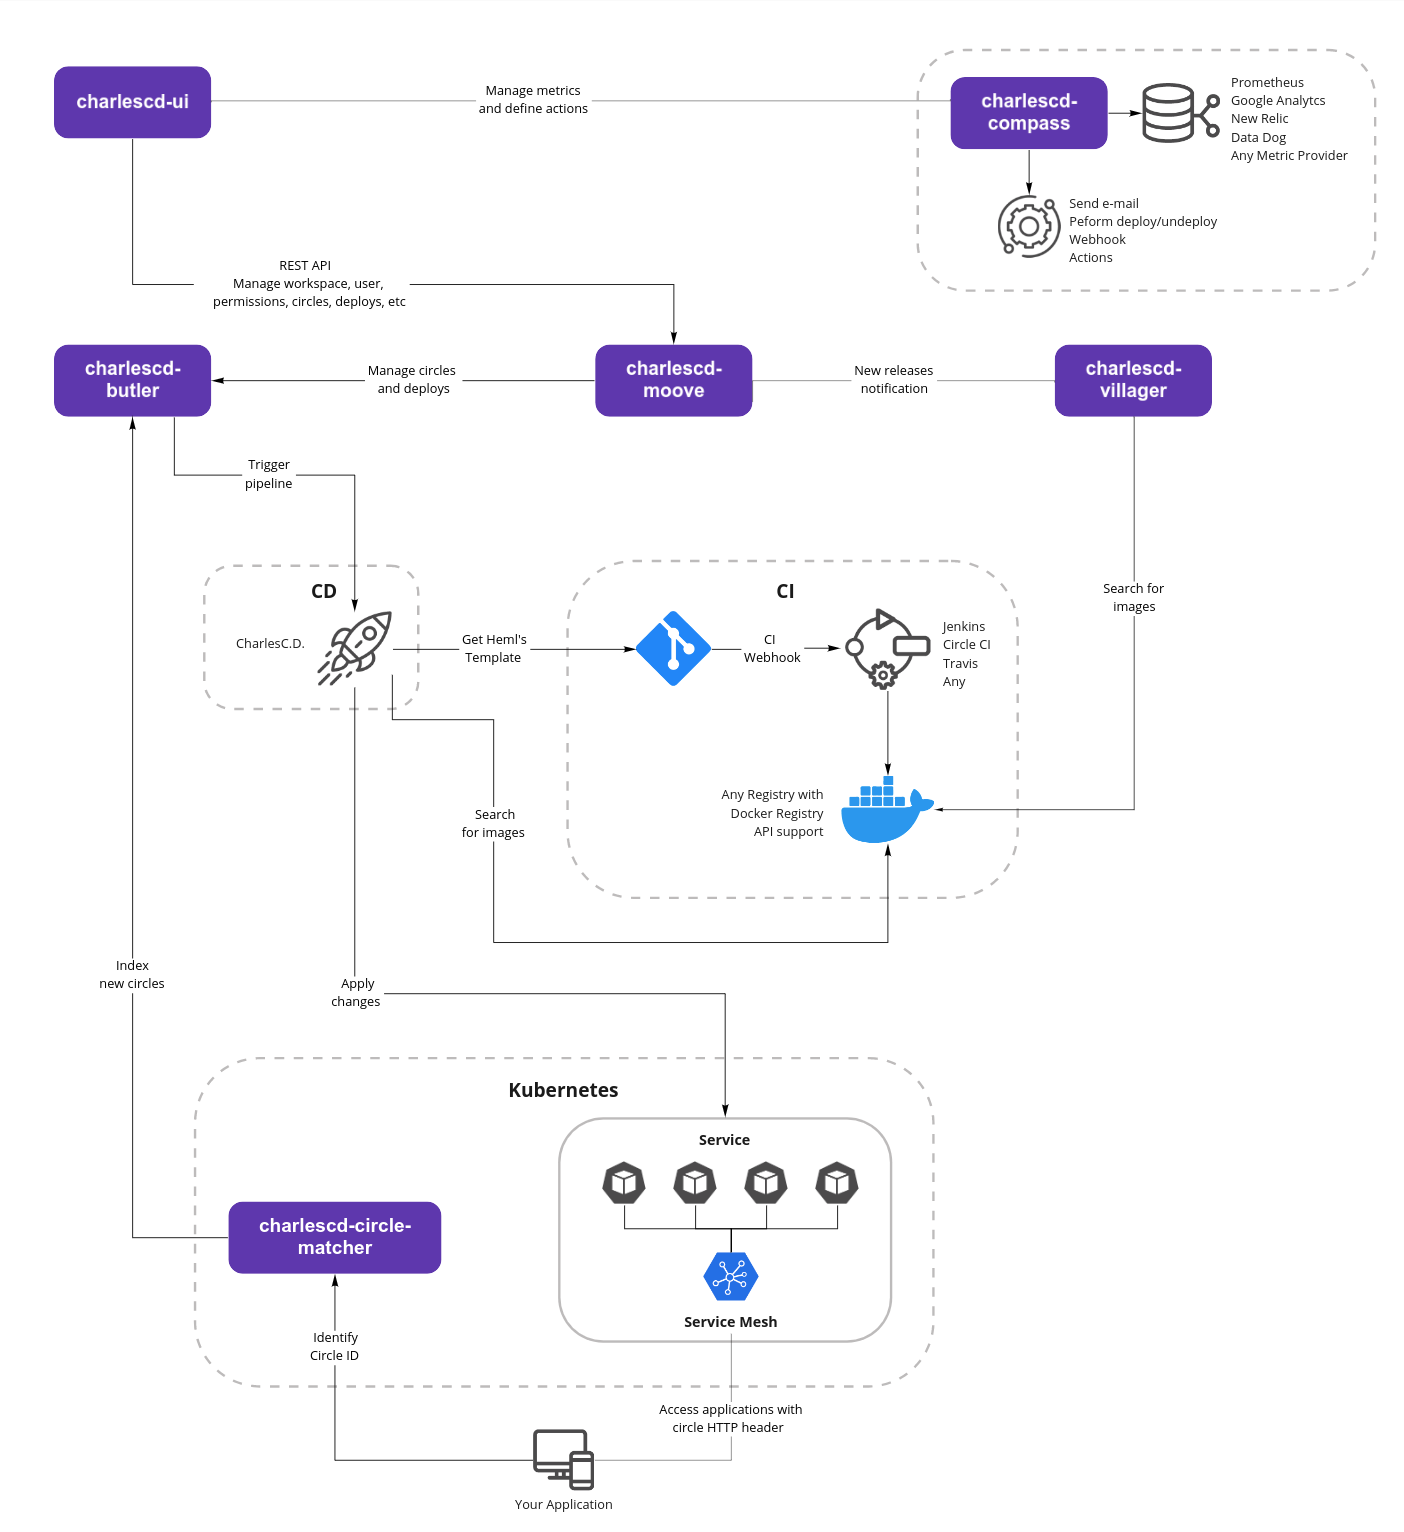 charlescd-ui
Manage metrics
and define actions
charlescd-
compass
Prometheus
Google Analytcs
New Relic
Data Dog
Any Metric Provider
Send e-mail
Peform deploy/undeploy
Webhook
Actions
REST API
Manage workspace, user,
permissions, circles, deploys, etc
charlescd-
butler
Manage circles
and deploys
charlescd-
moove
New releases
notification
charlescd-
villager
Trigger
pipeline
CD
CharlesC.D.
Get Heml's
Template
CI
CI
Webhook
Jenkins
Circle CI
Travis
Any
Search for
images
Any Registry with
Docker Registry
API support
Search
for images
Index
new circles
Apply
changes
Kubernetes
Service
charlescd-circle-
matcher
Service Mesh
Identify
Circle ID
Access applications with
circle HTTP header
Your Application